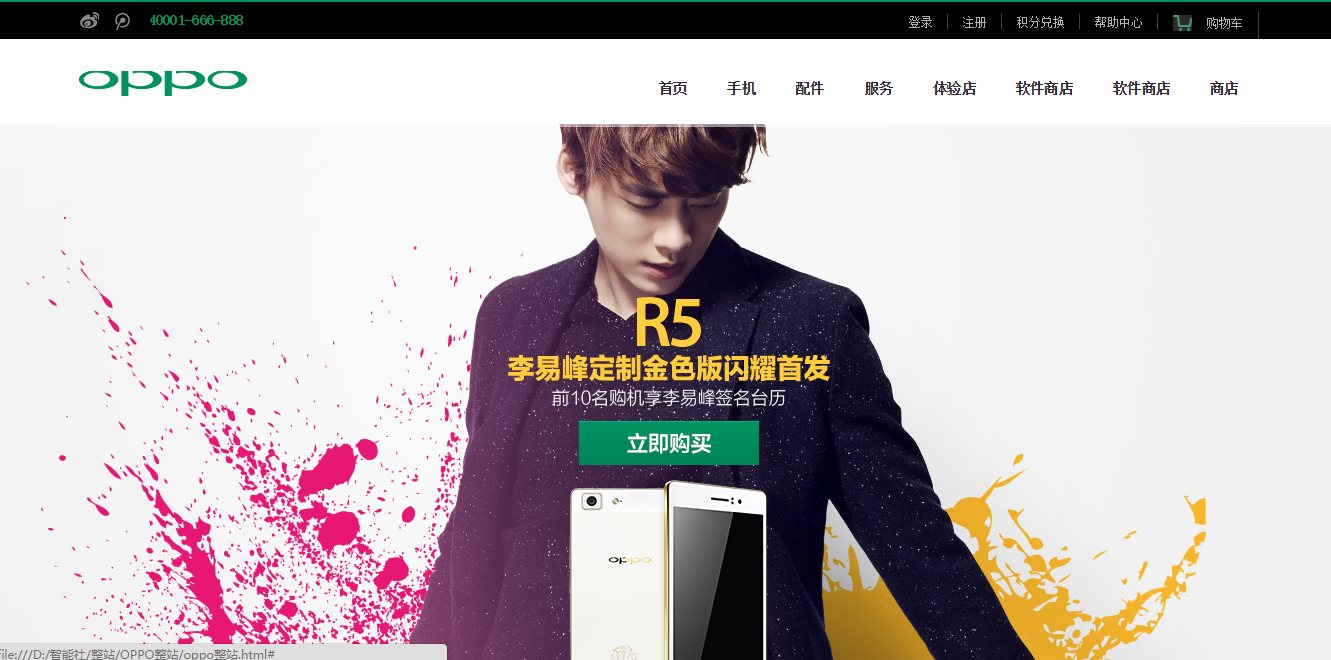 40001-666-888 登录 注册 积分兑换 帮助中心 购物车
oppo 首页 手机 配件 服务 体验店 软件商店 软件商店 商店
R5
李易峰定制金色版闪耀首发
前10名购机享李易峰签名台历
立即购买
oppo
file:///D:/智能社/整站/OPPO整站/oppo整站.html#